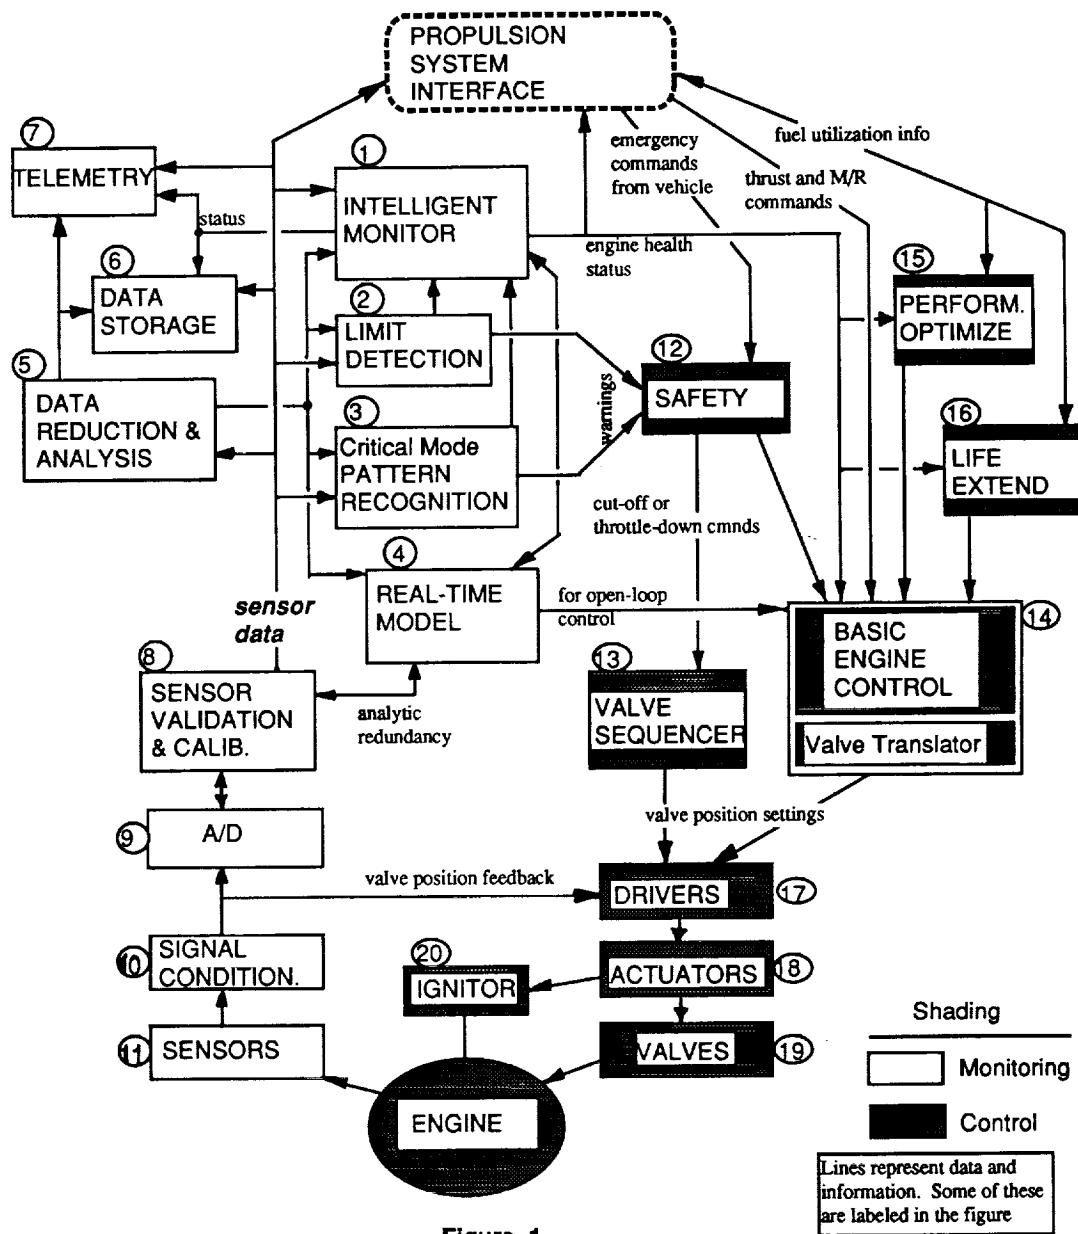 PROPULSION
SYSTEM
INTERFACE
7
TELEMETRY
status
1
INTELLIGENT
MONITOR
emergency
commands
from vehicle
fuel utilization info
thrust and M/R
commands
engine health
status
6
DATA
STORAGE
2
LIMIT
DETECTION
15
PERFORM.
OPTIMIZE
5
DATA
REDUCTION &
ANALYSIS
12
SAFETY
warnings
3
Critical Mode
PATTERN
RECOGNITION
16
LIFE
EXTEND
cut-off or
throttle-down cmnds
4
REAL-TIME
MODEL
for open-loop
control
sensor
data
14
BASIC
ENGINE
CONTROL
Valve Translator
8
SENSOR
VALIDATION
& CALIB.
analytic
redundancy
13
VALVE
SEQUENCER
valve position settings
9
A/D
valve position feedback
DRIVERS
17
10
SIGNAL
CONDITION.
20
IGNITOR
ACTUATORS
18
11
SENSORS
VALVES
19
ENGINE
Shading
Monitoring
Control
Lines represent data and
information. Some of these
are labeled in the figure
Figure 1